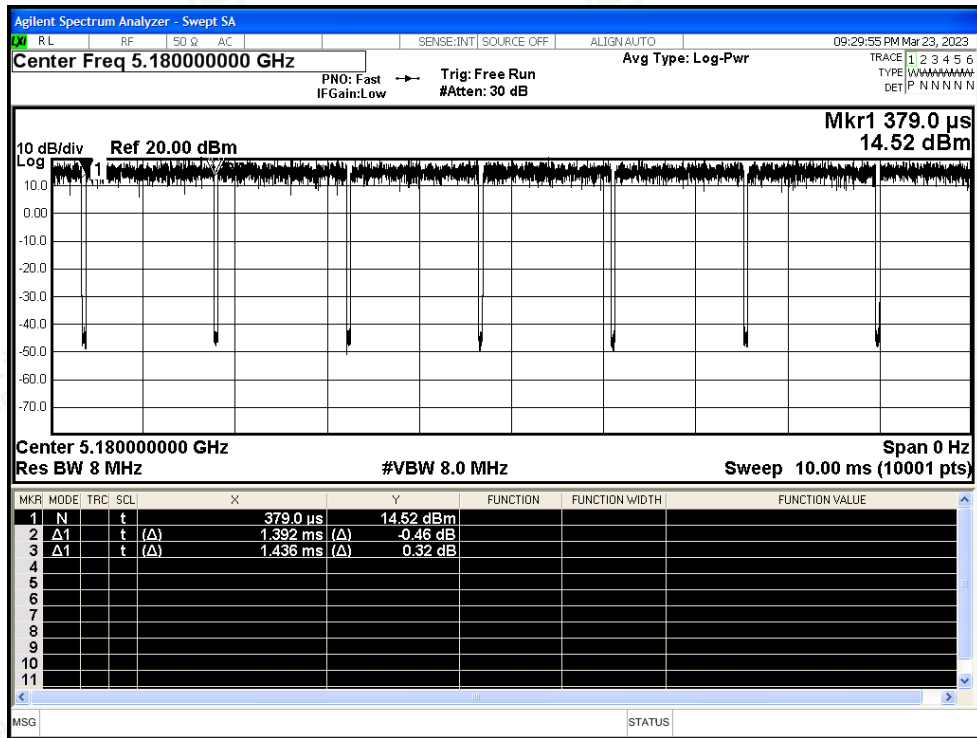 Agilent Spectrum Analyzer - Swept SA
LXI RL RF 50 Ω AC SENSE:INT SOURCE OFF ALIGN AUTO 09:29:55 PM Mar 23, 2023
Center Freq 5.180000000 GHz
PNO: Fast
IFGain:Low
Trig: Free Run
#Atten: 30 dB
Avg Type: Log-Pwr
TRACE 1 2 3 4 5 6
TYPE W
DET P N N N N N
Mkr1 379.0 µs
14.52 dBm
10 dB/div Ref 20.00 dBm
Log
1
10.0
0.00
-10.0
-20.0
-30.0
-40.0
-50.0
-60.0
-70.0
Center 5.180000000 GHz Span 0 Hz
Res BW 8 MHz #VBW 8.0 MHz Sweep 10.00 ms (10001 pts)
MKR MODE TRC SCL X Y FUNCTION FUNCTION WIDTH FUNCTION VALUE
1 N t 379.0 µs 14.52 dBm
2 Δ1 t (Δ) 1.392 ms (Δ) -0.46 dB
3 Δ1 t (Δ) 1.436 ms (Δ) 0.32 dB
4
5
6
7
8
9
10
11
MSG STATUS